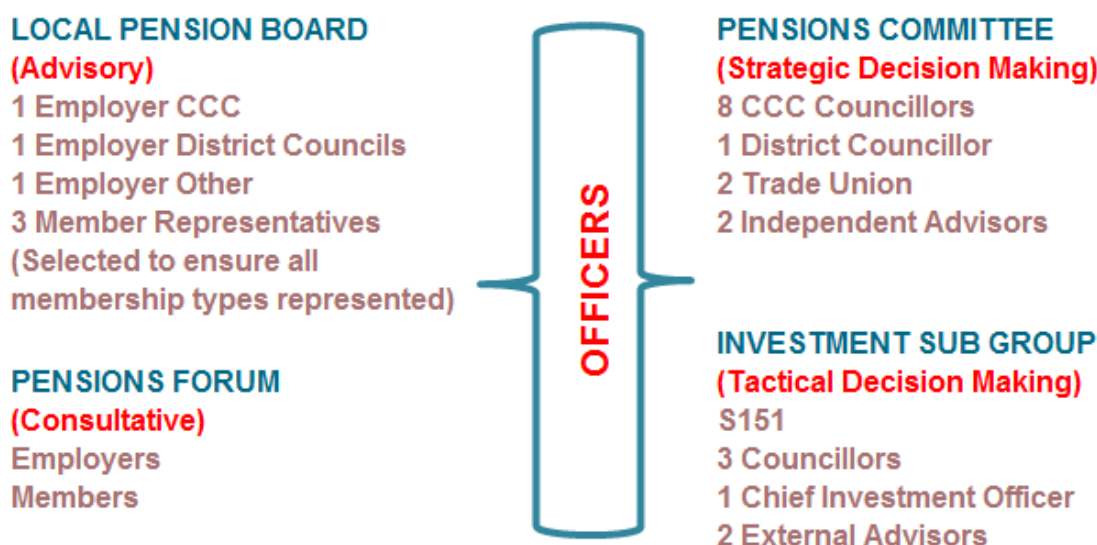 LOCAL PENSION BOARD
(Advisory)
1 Employer CCC
1 Employer District Councils
1 Employer Other
3 Member Representatives
(Selected to ensure all
membership types represented)
PENSIONS FORUM
(Consultative)
Employers
Members
OFFICERS
PENSIONS COMMITTEE
(Strategic Decision Making)
8 CCC Councillors
1 District Councillor
2 Trade Union
2 Independent Advisors
INVESTMENT SUB GROUP
(Tactical Decision Making)
S151
3 Councillors
1 Chief Investment Officer
2 External Advisors